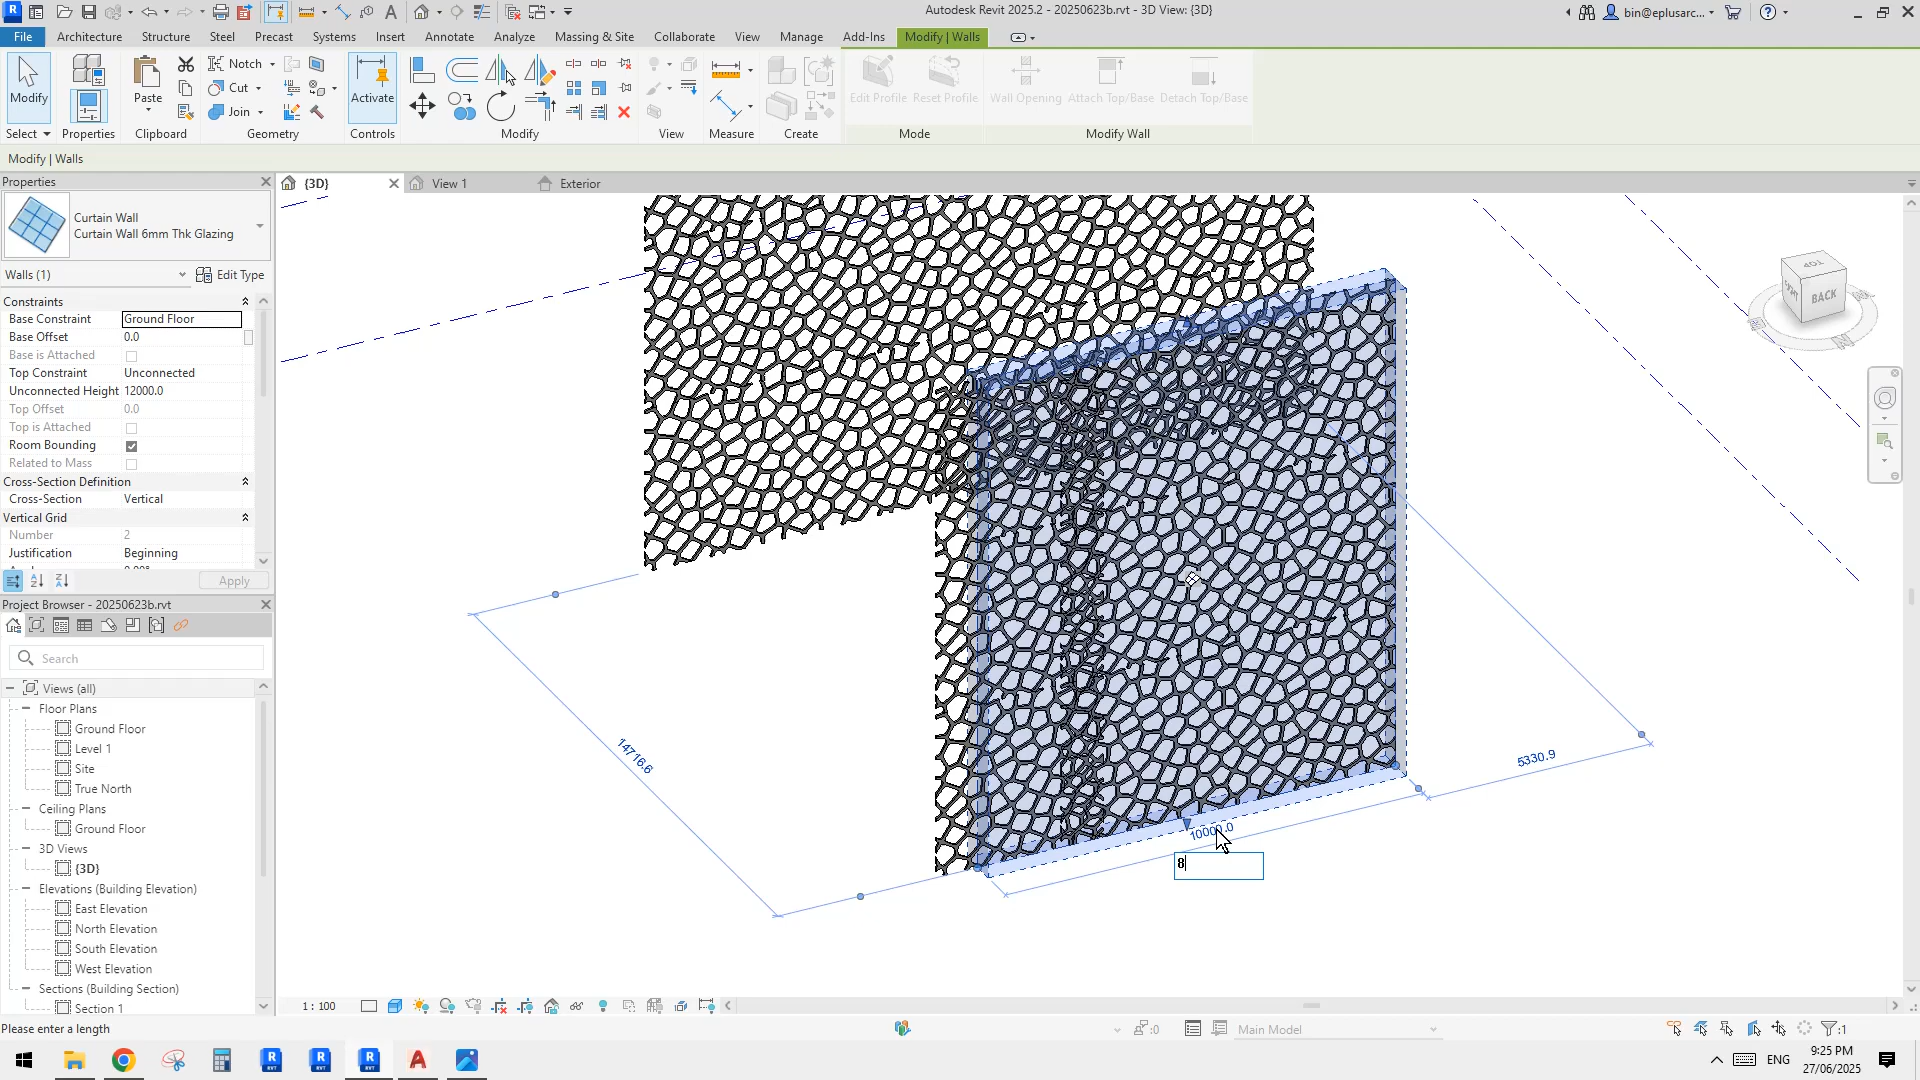 Autodesk Revit 2025.2 - 20250623b.rvt - 3D View: {3D}
bin@eplusarc...
File Architecture Structure Steel Precast Systems Insert Annotate Analyze Massing & Site Collaborate View Manage Add-Ins Modify | Walls
Modify
Paste
Notch
Cut
Join
Activate
Edit Profile Reset Profile Wall Opening Attach Top/Base Detach Top/Base
Select Properties Clipboard Geometry Controls Modify View Measure Create Mode Modify Wall
Modify | Walls
Properties
{3D} View 1 Exterior
Curtain Wall
Curtain Wall 6mm Thk Glazing
Walls (1) Edit Type
Constraints
Base Constraint Ground Floor
Base Offset 0.0
Base is Attached
Top Constraint Unconnected
Unconnected Height 12000.0
Top Offset 0.0
Top is Attached
Room Bounding
Related to Mass
Cross-Section Definition
Cross-Section Vertical
Vertical Grid
Number 2
Justification Beginning
Apply
Project Browser - 20250623b.rvt
Search
Views (all)
Floor Plans
Ground Floor
Level 1
Site
True North
Ceiling Plans
Ground Floor
3D Views
{3D}
Elevations (Building Elevation)
East Elevation
North Elevation
South Elevation
West Elevation
Sections (Building Section)
Section 1
TOP
BACK
14716.6
5330.9
10000.0
8
1 : 100
Please enter a length
:0
Main Model
:1
ENG
9:25 PM
27/06/2025